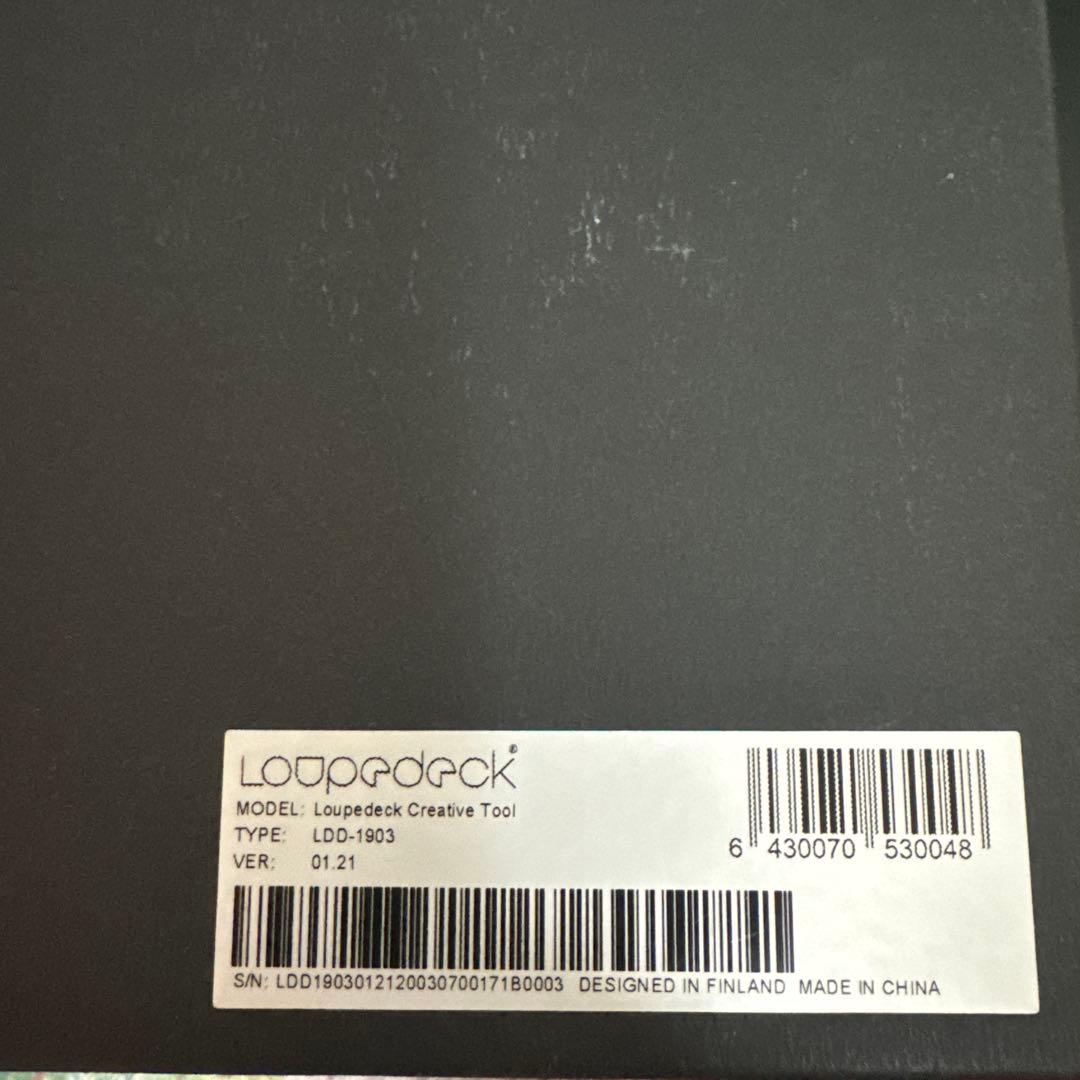 Loupedeck®
MODEL: Loupedeck Creative Tool
TYPE: LDD-1903
VER: 01.21
6 430070 530048
S/N: LDD19030121200307001​71B0003 DESIGNED IN FINLAND MADE IN CHINA